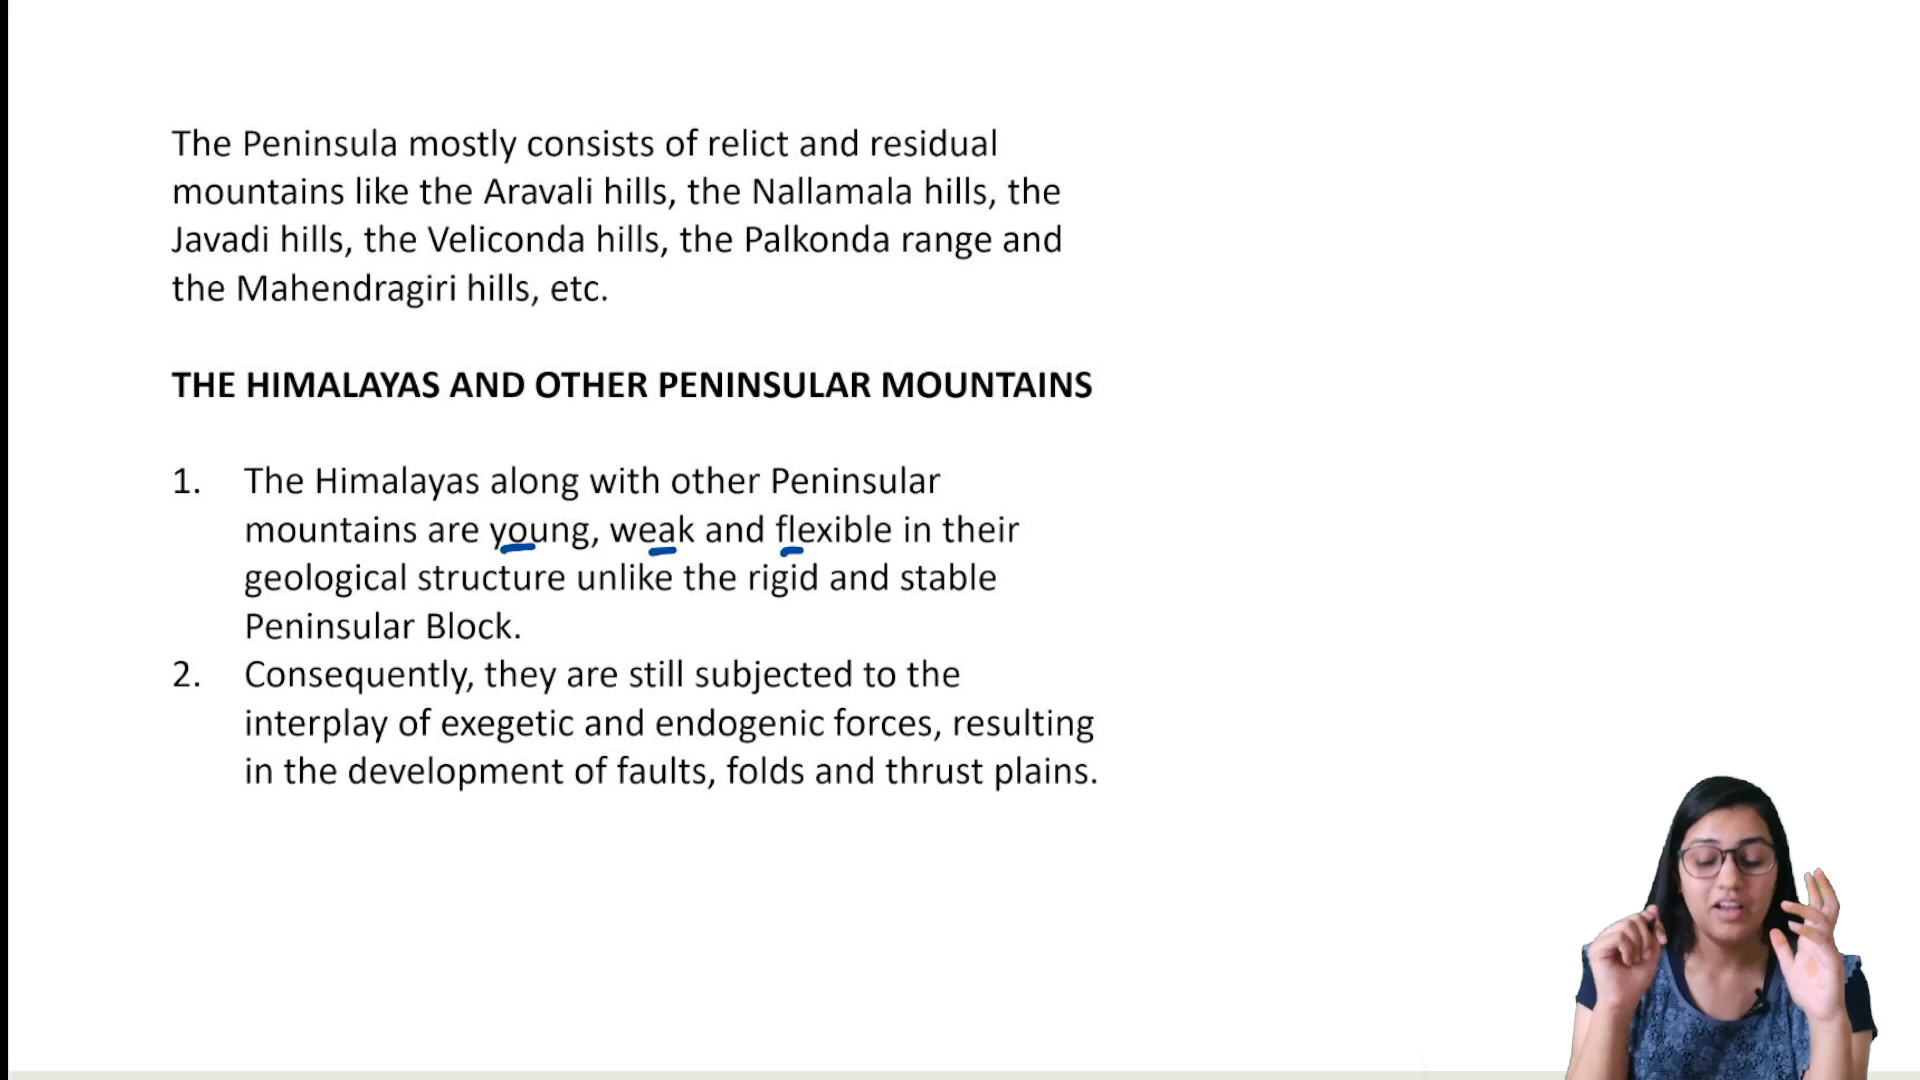 The Peninsula mostly consists of relict and residual
mountains like the Aravali hills, the Nallamala hills, the
Javadi hills, the Veliconda hills, the Palkonda range and
the Mahendragiri hills, etc.
THE HIMALAYAS AND OTHER PENINSULAR MOUNTAINS
1. The Himalayas along with other Peninsular
mountains are young, weak and flexible in their
geological structure unlike the rigid and stable
Peninsular Block.
2. Consequently, they are still subjected to the
interplay of exegetic and endogenic forces, resulting
in the development of faults, folds and thrust plains.